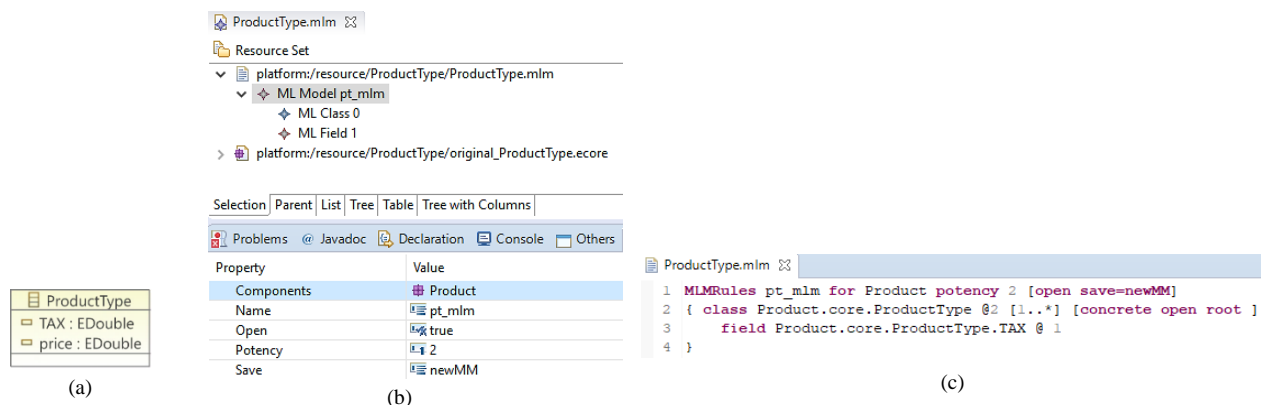 ProductType
TAX : EDouble
price : EDouble
(a)
ProductType.mlm
Resource Set
platform:/resource/ProductType/ProductType.mlm
ML Model pt_mlm
ML Class 0
ML Field 1
platform:/resource/ProductType/original_ProductType.ecore
Selection Parent List Tree Table Tree with Columns
Problems @ Javadoc Declaration Console Others
Property Value
Components Product
Name pt_mlm
Open true
Potency 2
Save newMM
(b)
ProductType.mlm
1 MLMRules pt_mlm for Product potency 2 [open save=newMM]
2 { class Product.core.ProductType @2 [1..*] [concrete open root ]
3 field Product.core.ProductType.TAX @ 1
4 }
(c)